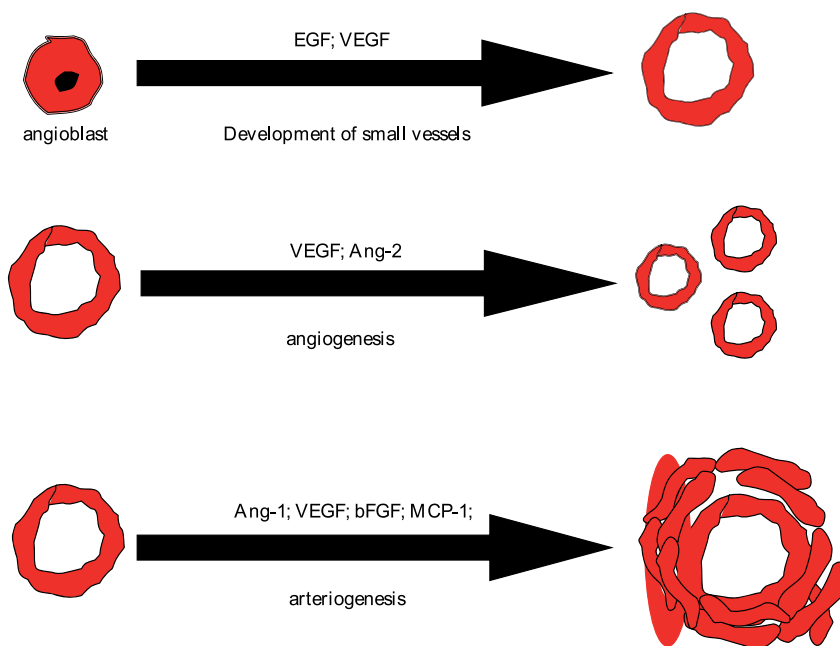 EGF; VEGF
angioblast
Development of small vessels
VEGF; Ang-2
angiogenesis
Ang-1; VEGF; bFGF; MCP-1;
arteriogenesis